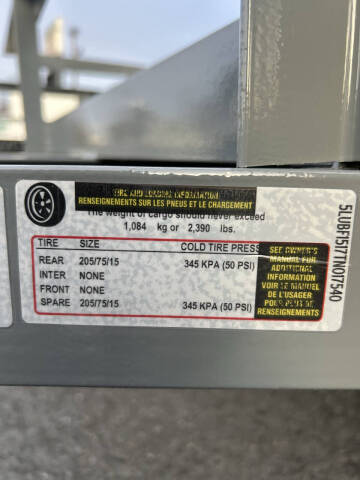 TIRE AND LOADING INFORMATION
RENSEIGNEMENTS SUR LES PNEUS ET LE CHARGEMENT
The weight of cargo should never exceed
1,084 kg or 2,390 lbs.
TIRE SIZE COLD TIRE PRESS
REAR 205/75/15 345 KPA (50 PSI)
INTER NONE
FRONT NONE
SPARE 205/75/15 345 KPA (50 PSI)
SEE OWNER'S
MANUAL FOR
ADDITIONAL
INFORMATION
VOIR LE MANUEL
DE L'USAGER
POUR PLUS DE
RENSEIGNEMENTS